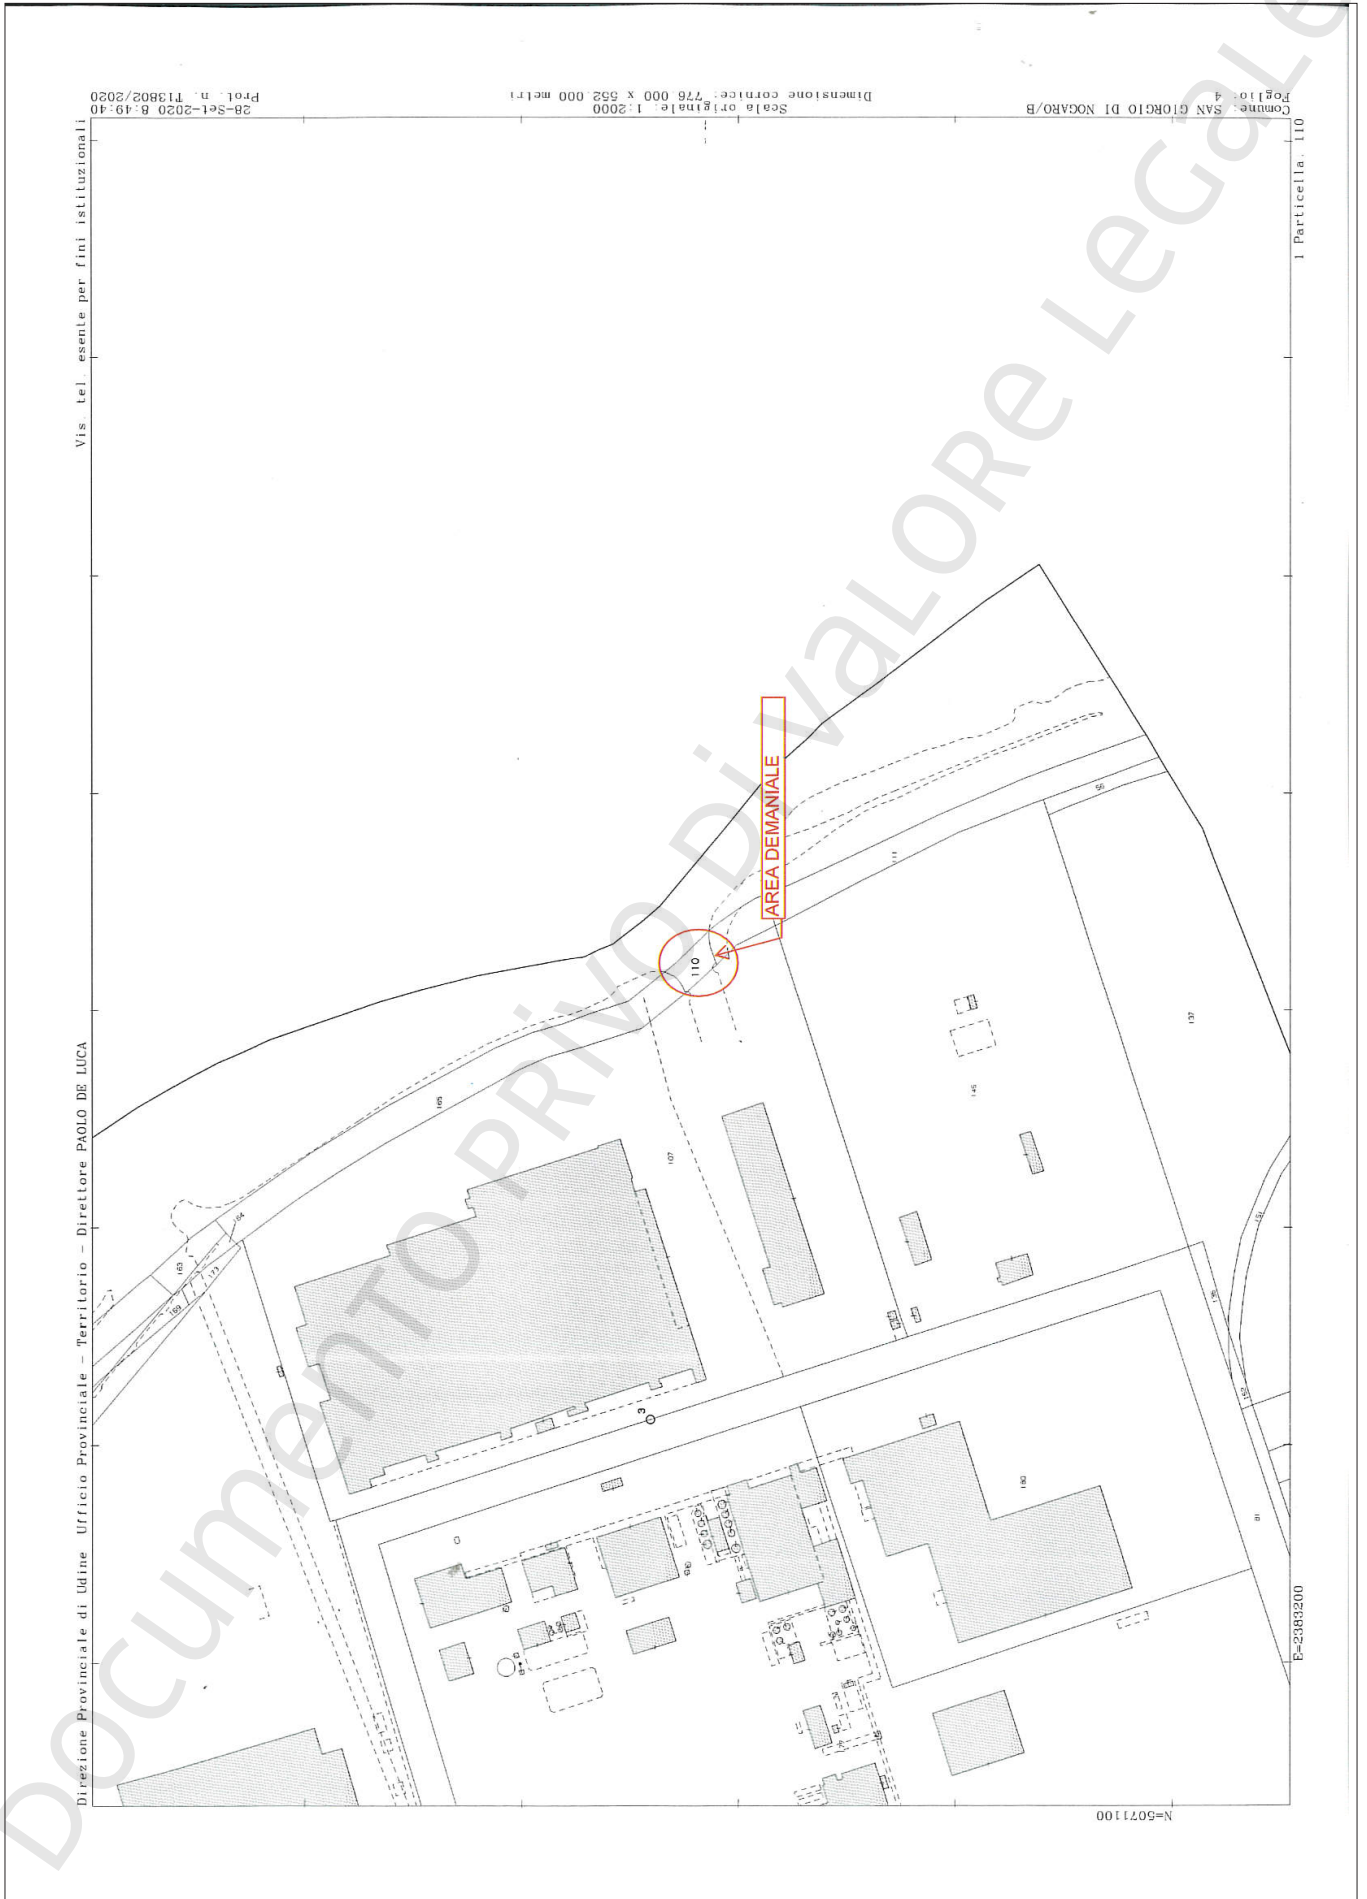 Direzione Provinciale di Udine Ufficio Provinciale - Territorio - Direttore PAOLO DE LUCA
Vis. tel. esente per fini istituzionali
28-Set-2020 8:49:40
Prot. n. T13802/2020
Scala originale: 1:2000
Dimensione cornice: 776.000 x 552.000 metri
Comune: SAN GIORGIO DI NOGARO/B
Foglio: 4
1 Particella: 110
E=2383200
N=5071100
AREA DEMANIALE
110
111
165
164
163
173
169
107
145
137
151
180
81
3
DOCUMENTO PRIVO DI VALORE LEGALE